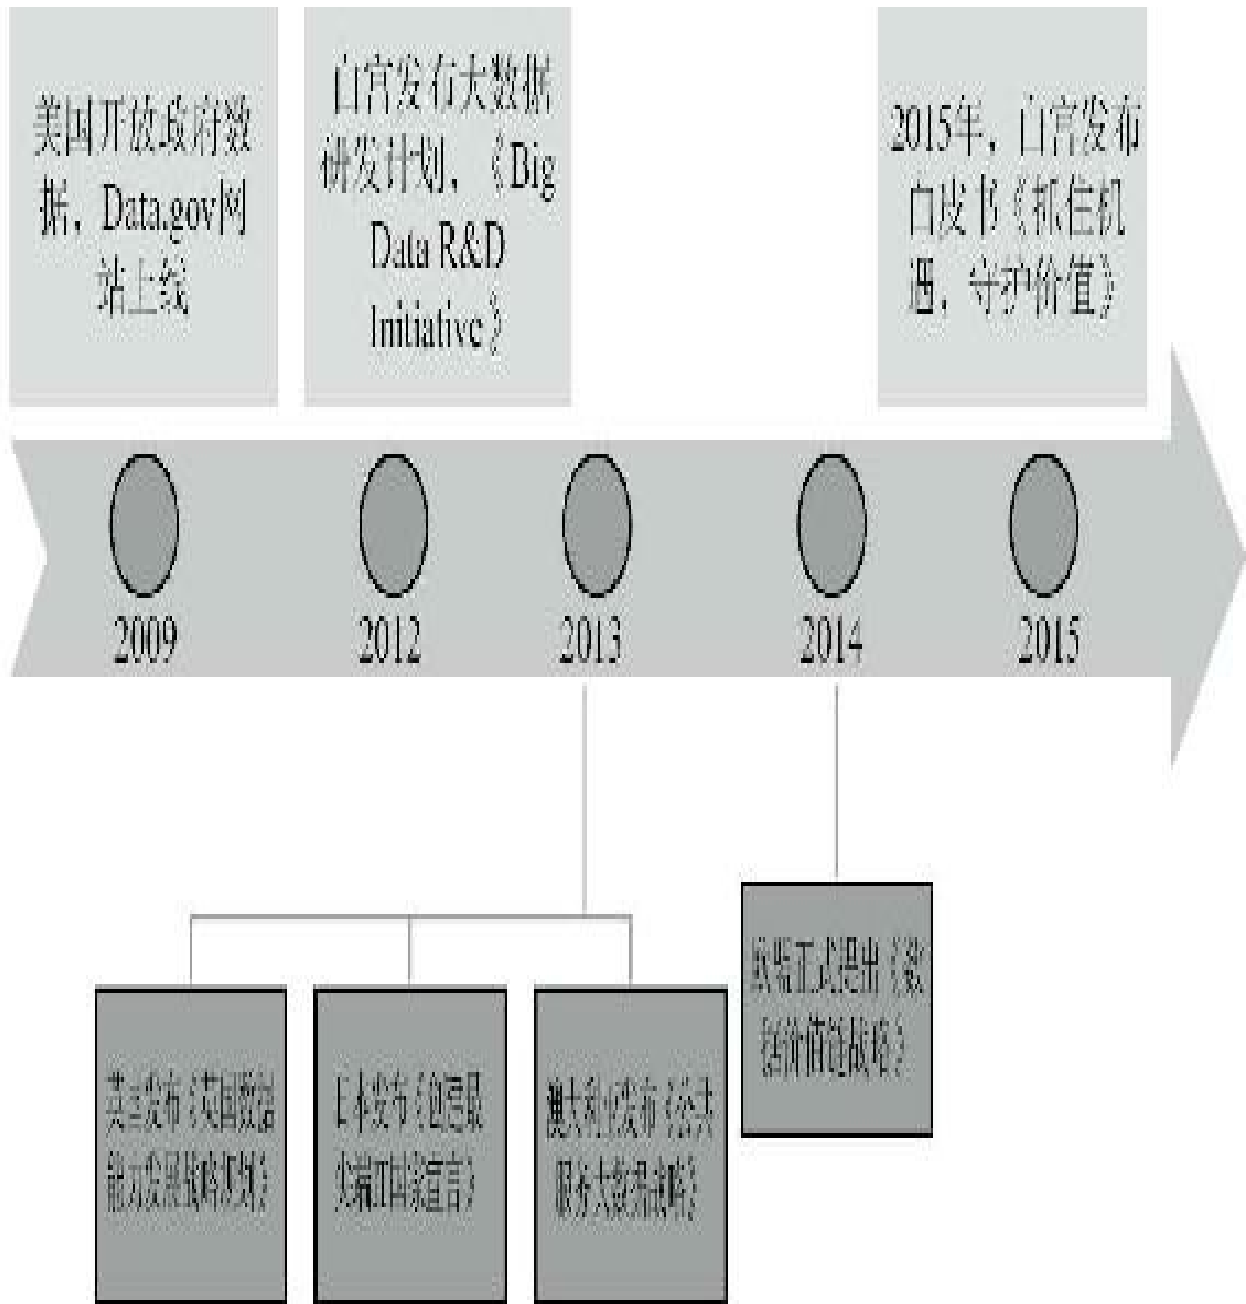 美国开放政府数
据，Data.gov网
站上线
白宫发布大数据
研发计划，《Big
Data R&D
Initiative》
2015年，白宫发布
白皮书《抓住机
遇，守护价值》
2009
2012
2013
2014
2015
欧盟正式提出《数
据价值链战略》
英国发布《英国数据
能力发展战略规划》
日本发布《创建最
尖端IT国家宣言》
澳大利亚发布《公共
服务大数据战略》